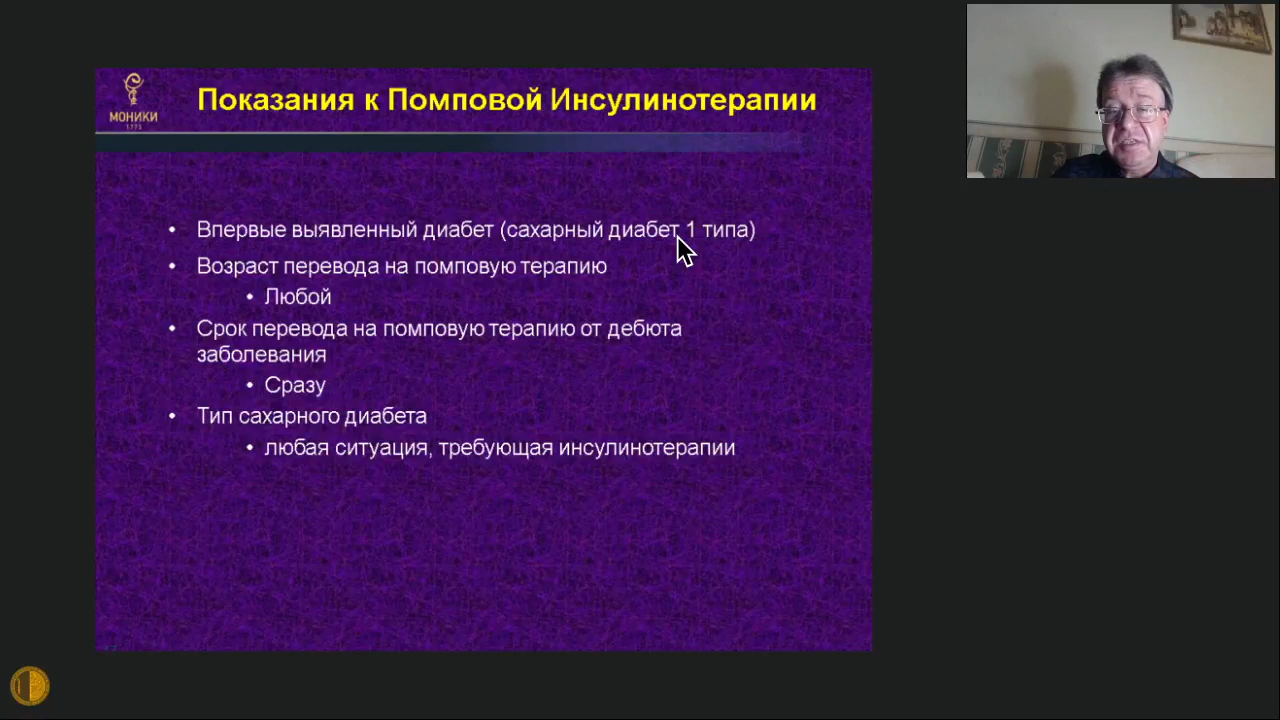 МОНИКИ
1775
Показания к Помповой Инсулинотерапии
• Впервые выявленный диабет (сахарный диабет 1 типа)
• Возраст перевода на помповую терапию
• Любой
• Срок перевода на помповую терапию от дебюта
заболевания
• Сразу
• Тип сахарного диабета
• любая ситуация, требующая инсулинотерапии